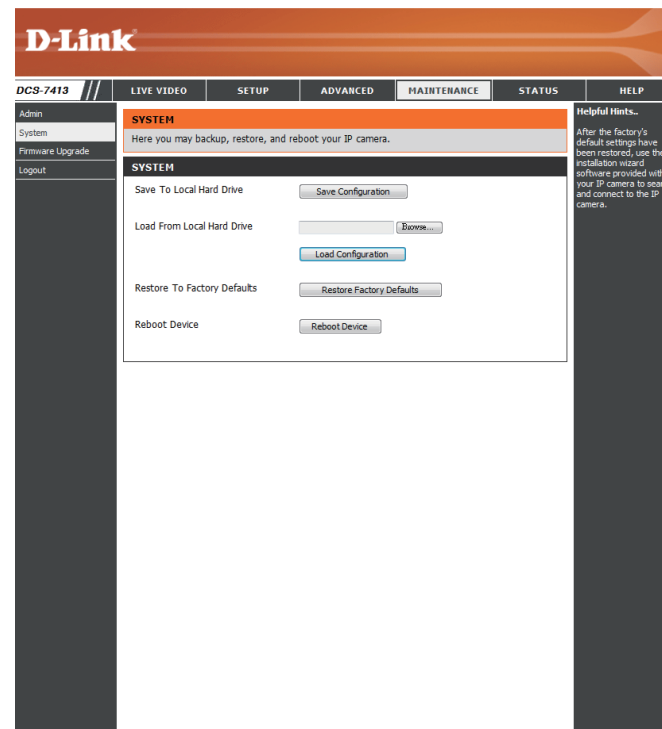 D-Link
DCS-7413
LIVE VIDEO
SETUP
ADVANCED
MAINTENANCE
STATUS
HELP
Admin
System
Firmware Upgrade
Logout
SYSTEM
Here you may backup, restore, and reboot your IP camera.
SYSTEM
Save To Local Hard Drive
Save Configuration
Load From Local Hard Drive
Browse...
Load Configuration
Restore To Factory Defaults
Restore Factory Defaults
Reboot Device
Reboot Device
Helpful Hints..
After the factory's
default settings have
been restored, use the
installation wizard
software provided with
your IP camera to sear
and connect to the IP
camera.